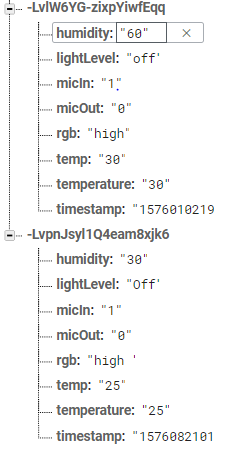 -LvlW6YG-zixpYiwfEqq
humidity: "60" ×
lightLevel: "off'
micIn: "1"
micOut: "0"
rgb: "high"
temp: "30"
temperature: "30"
timestamp: "1576010219
-LvpnJsyl1Q4eam8xjk6
humidity: "30"
lightLevel: "Off'
micIn: "1"
micOut: "0"
rgb: "high '
temp: "25"
temperature: "25"
timestamp: "1576082101